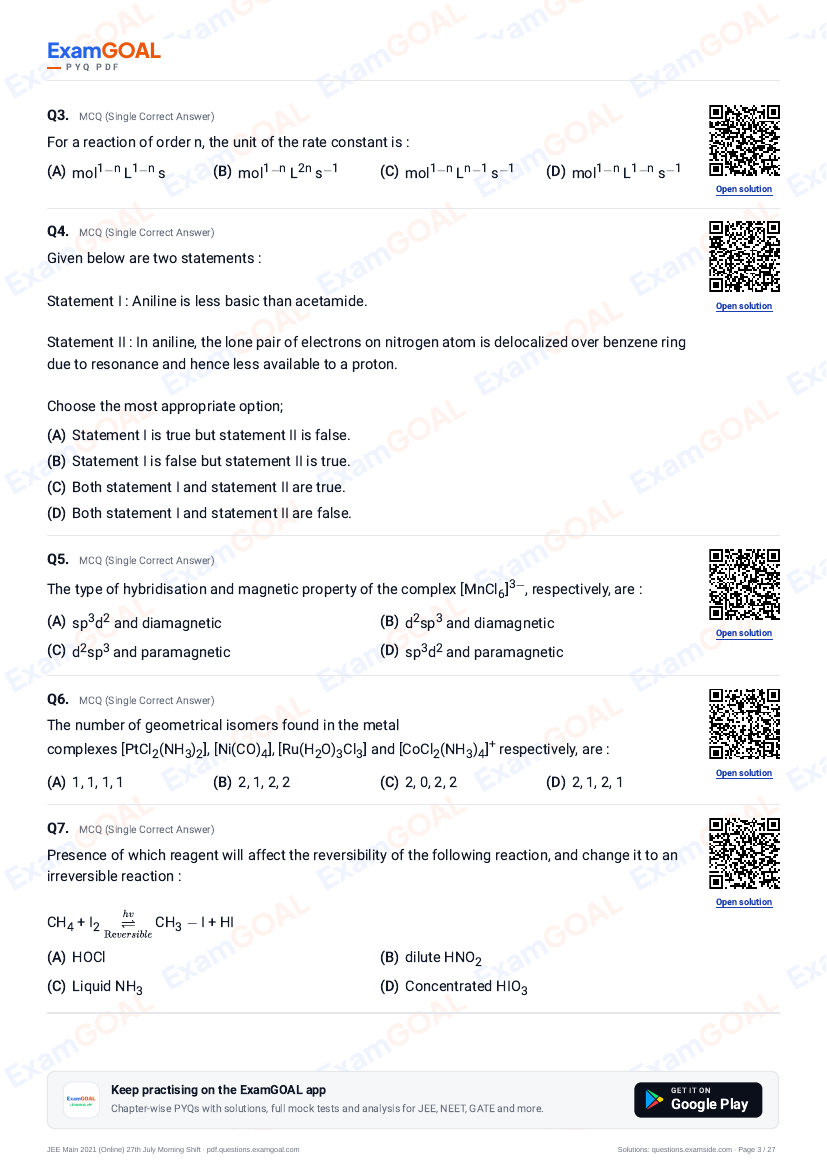 ExamGOAL
PYQ PDF
Q3. MCQ (Single Correct Answer)
For a reaction of order n, the unit of the rate constant is :
(A) mol^{1−n} L^{1−n} s (B) mol^{1−n} L^{2n} s^{−1} (C) mol^{1−n} L^{n−1} s^{−1} (D) mol^{1−n} L^{1−n} s^{−1}
Open solution
Q4. MCQ (Single Correct Answer)
Given below are two statements :
Statement I : Aniline is less basic than acetamide.
Statement II : In aniline, the lone pair of electrons on nitrogen atom is delocalized over benzene ring
due to resonance and hence less available to a proton.
Choose the most appropriate option;
(A) Statement I is true but statement II is false.
(B) Statement I is false but statement II is true.
(C) Both statement I and statement II are true.
(D) Both statement I and statement II are false.
Open solution
Q5. MCQ (Single Correct Answer)
The type of hybridisation and magnetic property of the complex [MnCl₆]³⁻, respectively, are :
(A) sp³d² and diamagnetic (B) d²sp³ and diamagnetic
(C) d²sp³ and paramagnetic (D) sp³d² and paramagnetic
Open solution
Q6. MCQ (Single Correct Answer)
The number of geometrical isomers found in the metal
complexes [PtCl₂(NH₃)₂], [Ni(CO)₄], [Ru(H₂O)₃Cl₃] and [CoCl₂(NH₃)₄]⁺ respectively, are :
(A) 1, 1, 1, 1 (B) 2, 1, 2, 2 (C) 2, 0, 2, 2 (D) 2, 1, 2, 1
Open solution
Q7. MCQ (Single Correct Answer)
Presence of which reagent will affect the reversibility of the following reaction, and change it to an
irreversible reaction :
CH₄ + I₂ hv ⇌ Reversible CH₃ − I + HI
(A) HOCl (B) dilute HNO₂
(C) Liquid NH₃ (D) Concentrated HIO₃
Open solution
Keep practising on the ExamGOAL app
Chapter-wise PYQs with solutions, full mock tests and analysis for JEE, NEET, GATE and more.
GET IT ON
Google Play
JEE Main 2021 (Online) 27th July Morning Shift · pdf.questions.examgoal.com
Solutions: questions.examside.com · Page 3 / 27